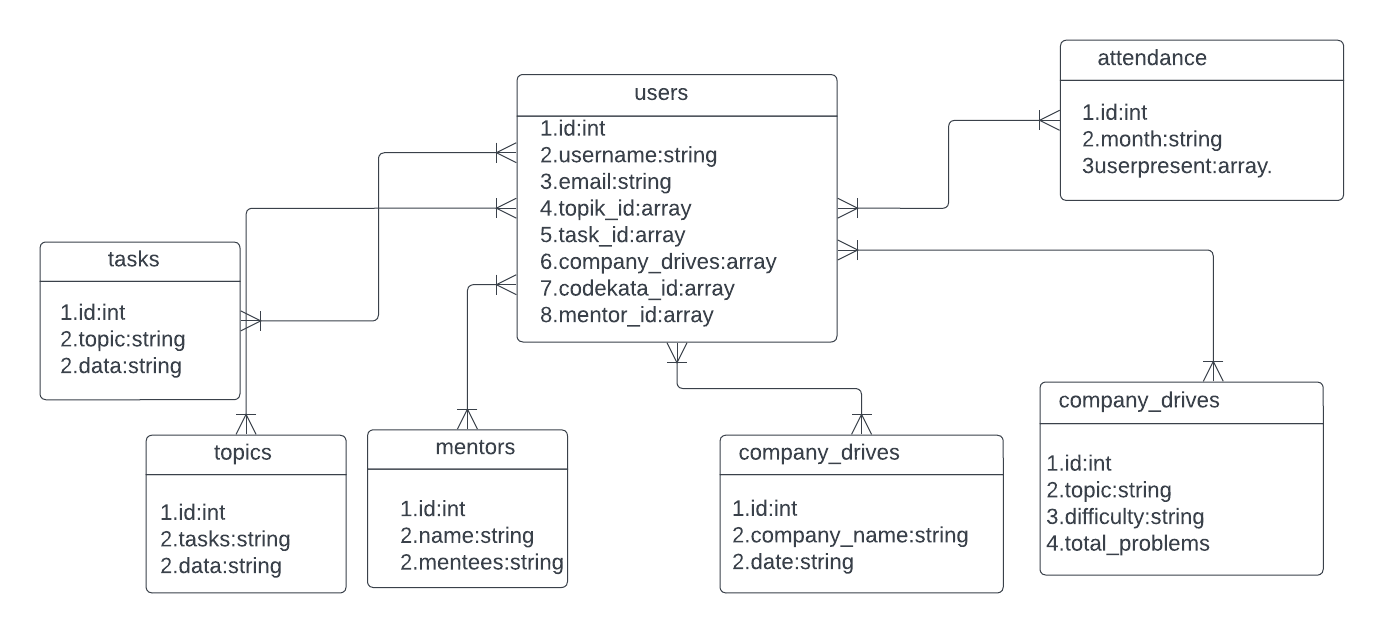 attendance
1.id:int
2.month:string
3userpresent:array.
users
1.id:int
2.username:string
3.email:string
4.topik_id:array
5.task_id:array
6.company_drives:array
7.codekata_id:array
8.mentor_id:array
tasks
1.id:int
2.topic:string
2.data:string
topics
1.id:int
2.tasks:string
2.data:string
mentors
1.id:int
2.name:string
2.mentees:string
company_drives
1.id:int
2.company_name:string
2.date:string
company_drives
1.id:int
2.topic:string
3.difficulty:string
4.total_problems